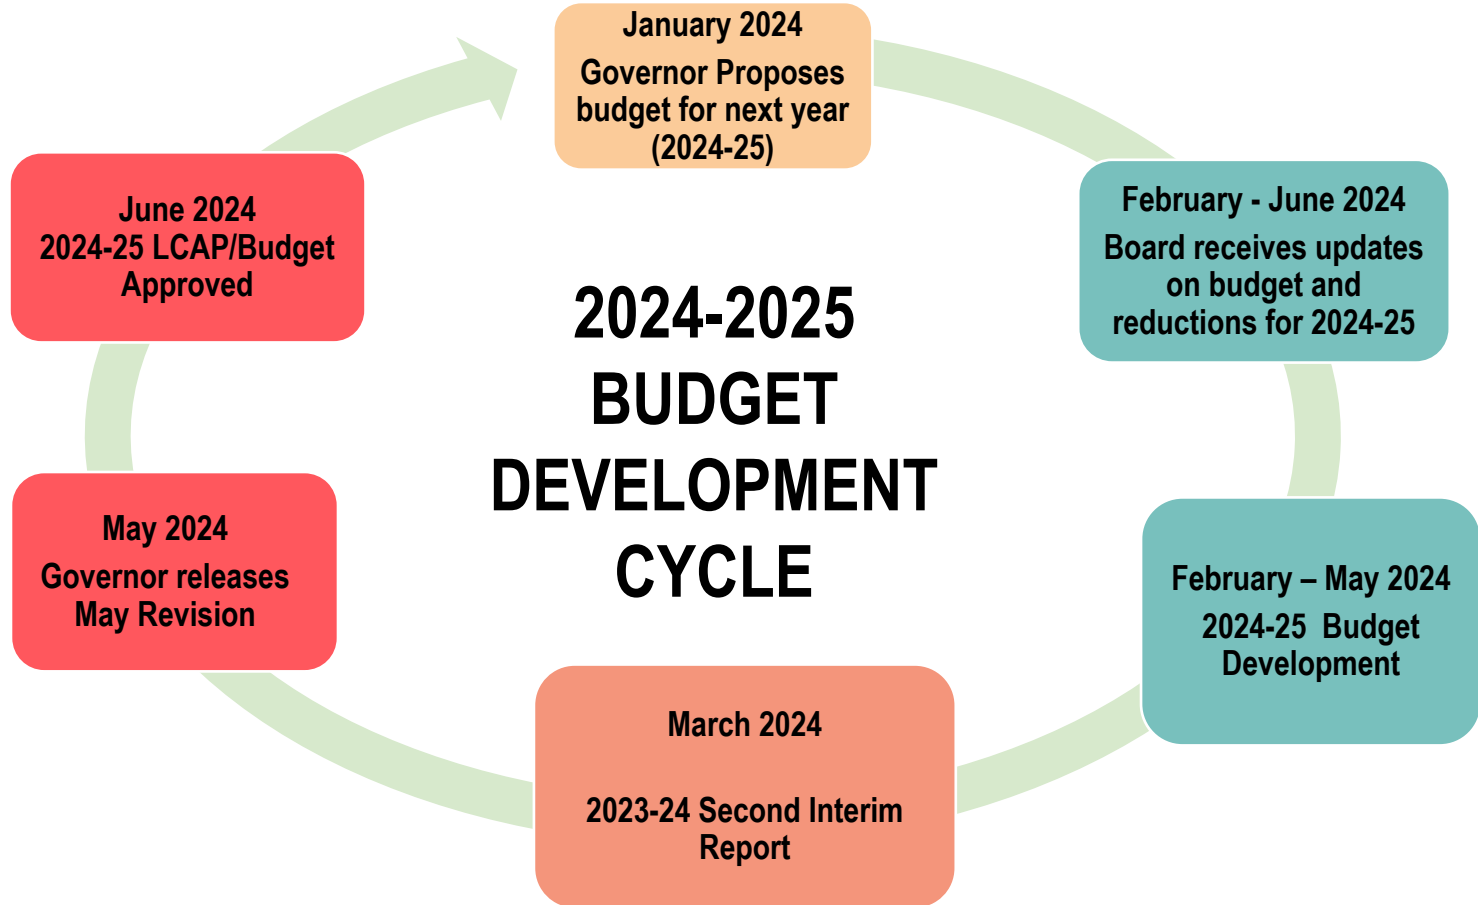 January 2024
Governor Proposes
budget for next year
(2024-25)
February - June 2024
Board receives updates
on budget and
reductions for 2024-25
February – May 2024
2024-25  Budget
Development
March 2024
2023-24 Second Interim
Report
May 2024
Governor releases
May Revision
June 2024
2024-25 LCAP/Budget
Approved
2024-2025
BUDGET
DEVELOPMENT
CYCLE